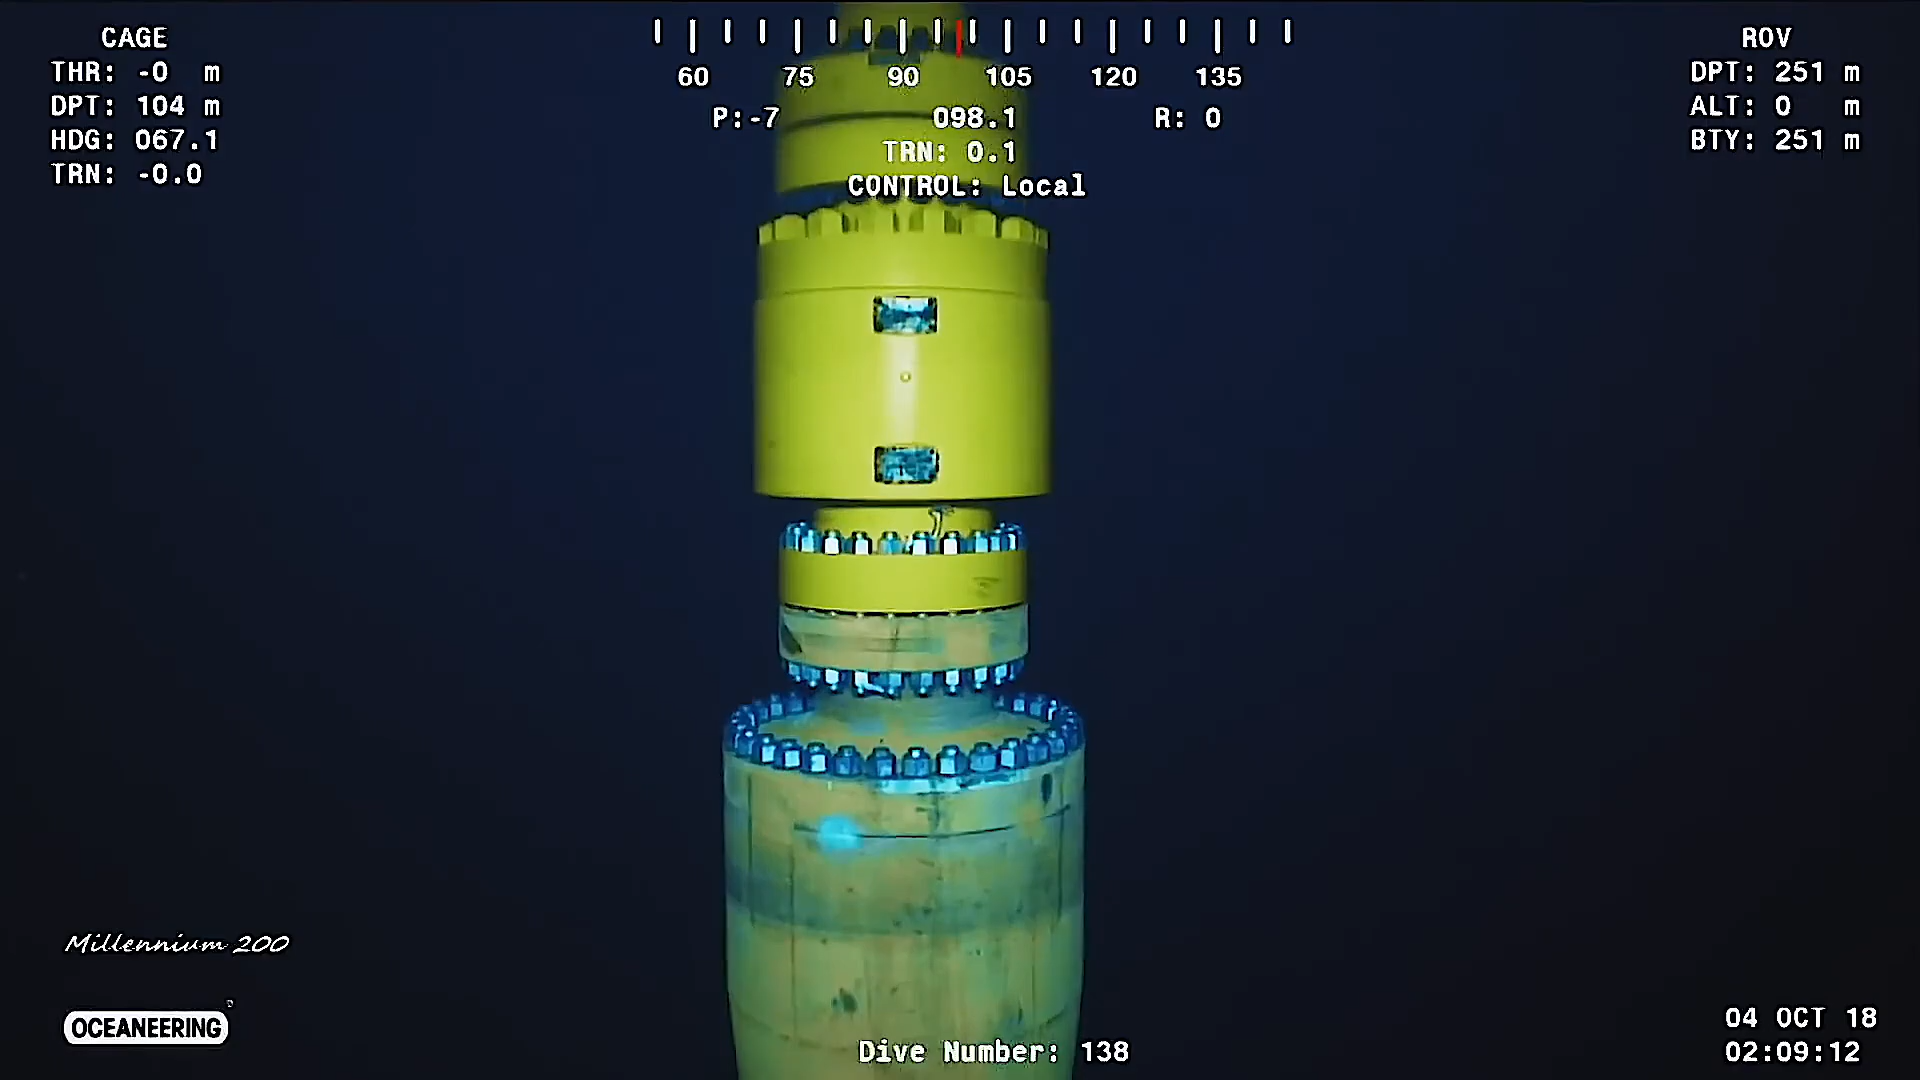 CAGE
THR: -0 m
DPT: 104 m
HDG: 067.1
TRN: -0.0
60 75 90 105 120 135
P:-7 098.1 R: 0
TRN: 0.1
CONTROL: Local
ROV
DPT: 251 m
ALT: 0 m
BTY: 251 m
Millennium 200
OCEANEERING
Dive Number: 138
04 OCT 18
02:09:12